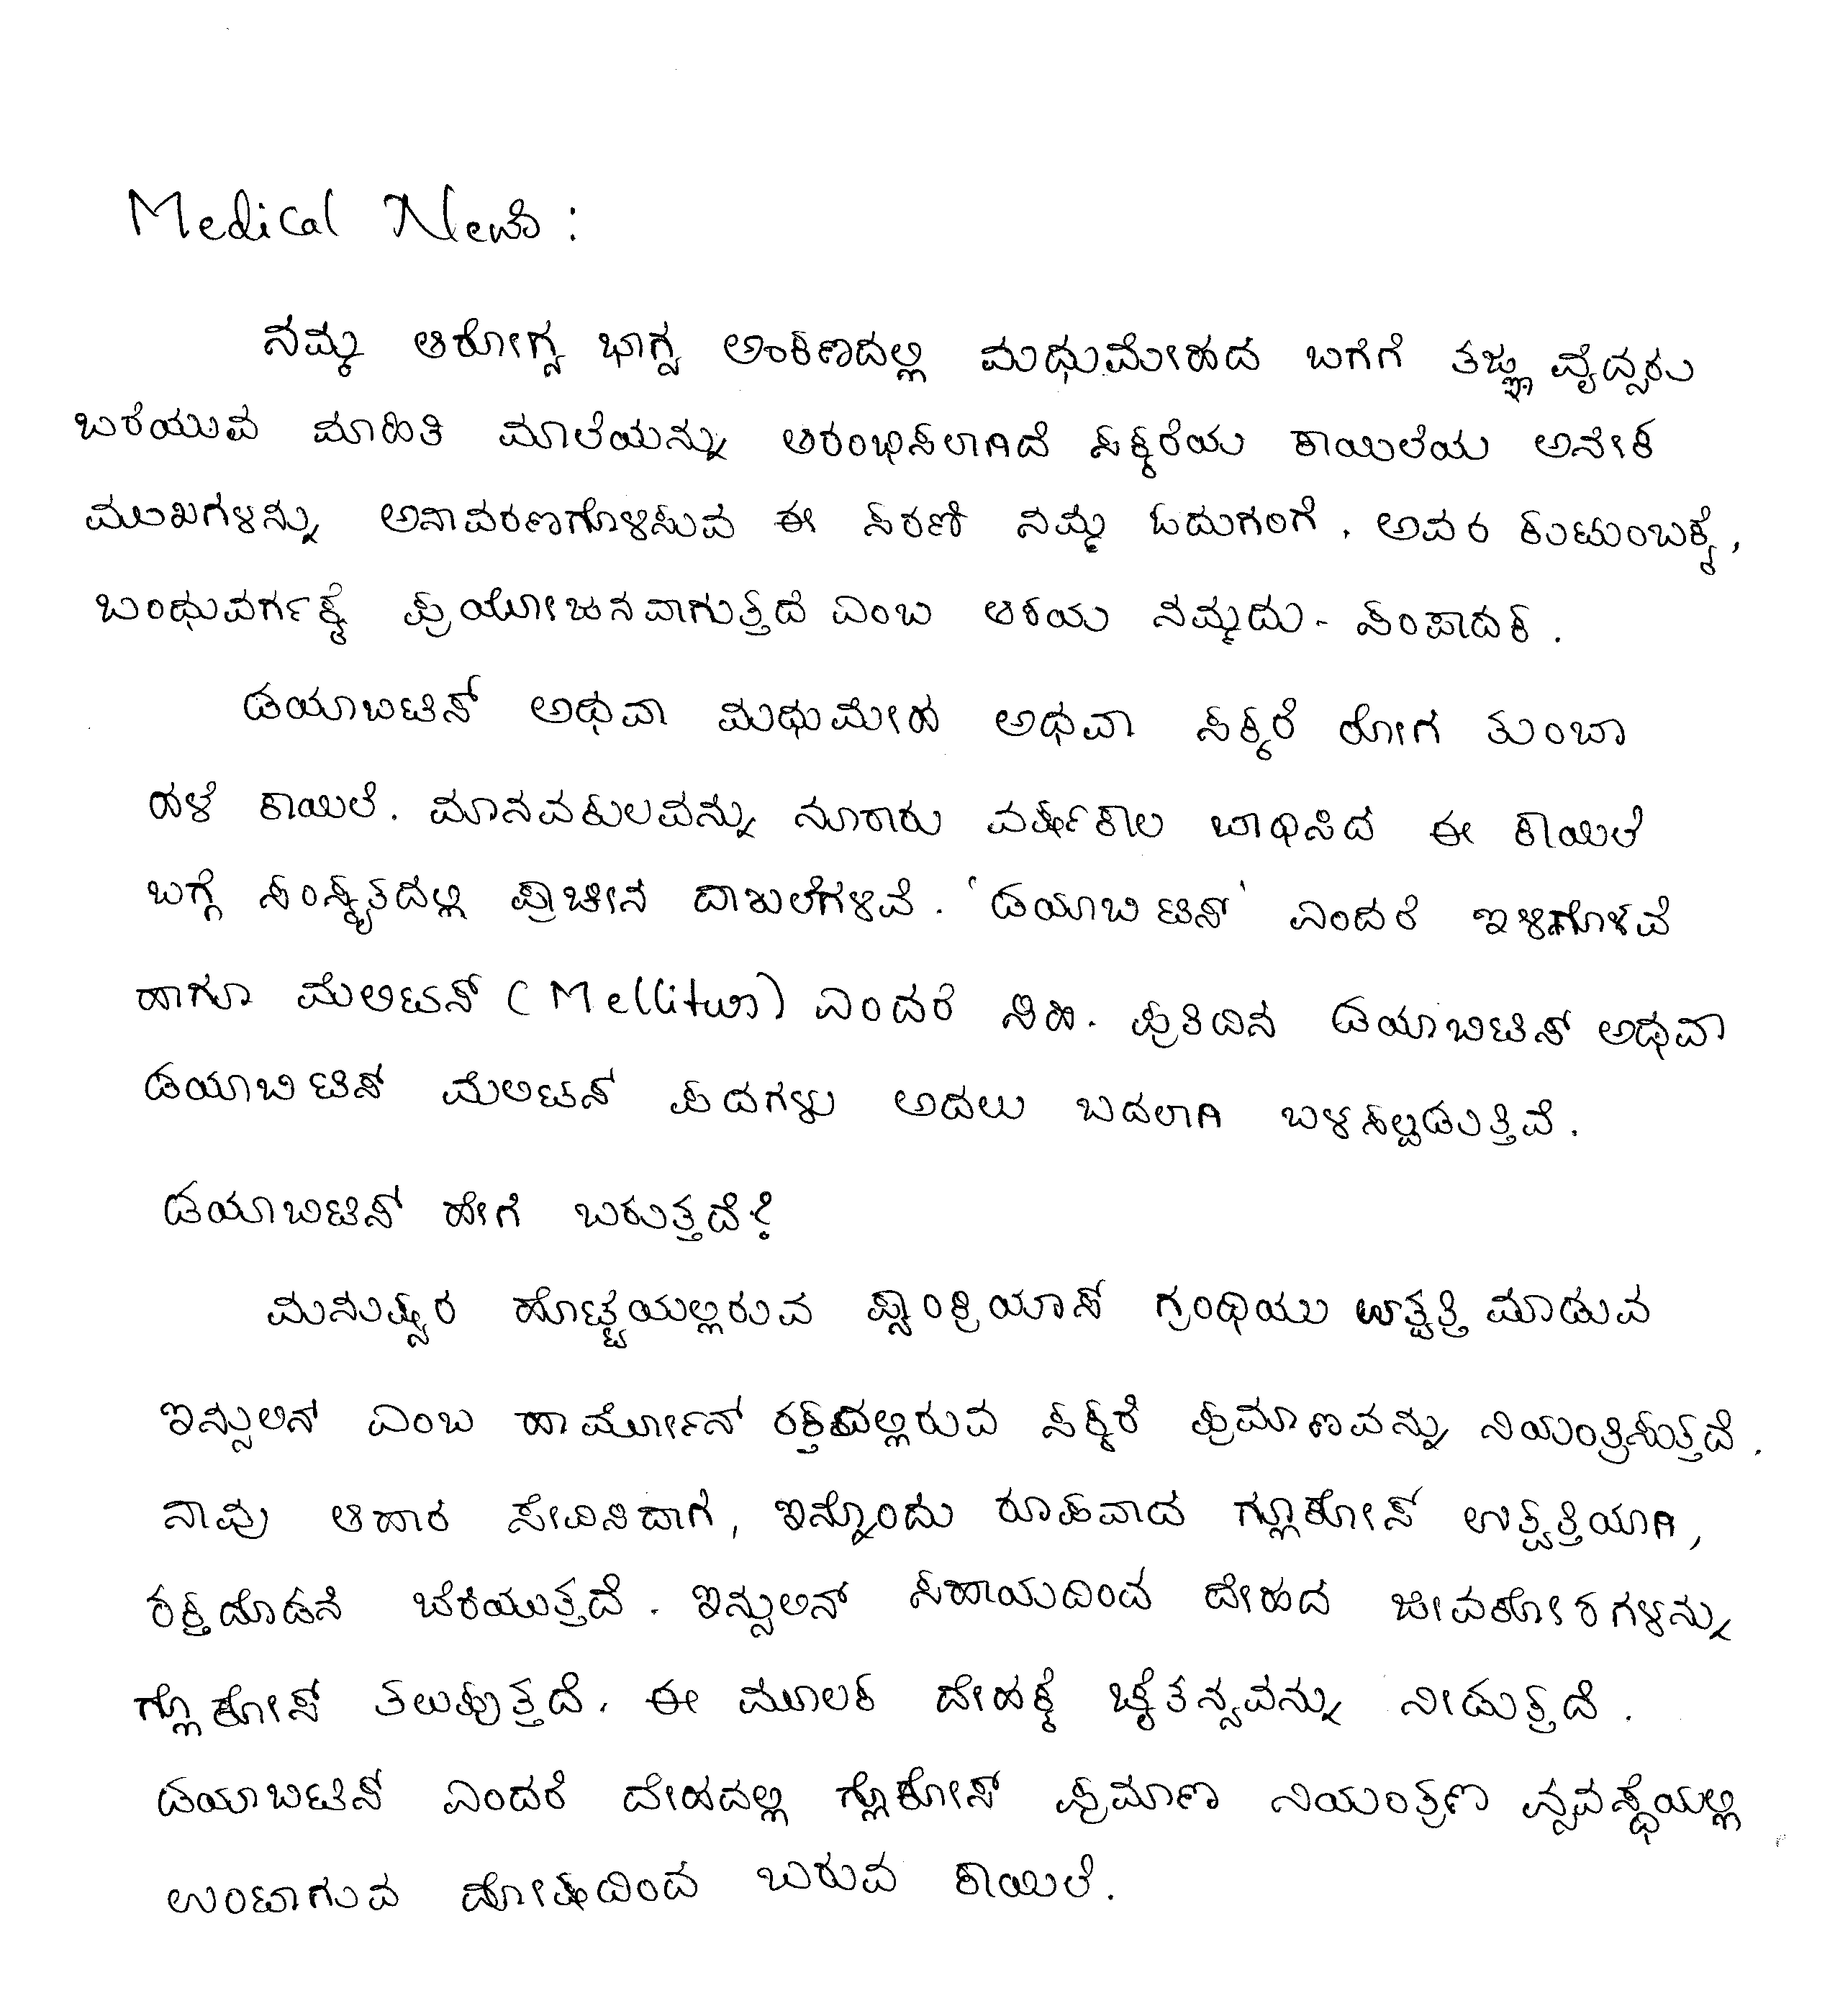 Medical News :
ನಮ್ಮ ಆರೋಗ್ಯ ಭಾಗ್ಯ ಅಂಕಣದಲ್ಲಿ ಮಧುಮೇಹದ ಬಗೆಗೆ ತಜ್ಞ ವೈದ್ಯರು
ಬರೆಯುವ ಮಾಹಿತಿ ಮಾಲೆಯನ್ನು ಆರಂಭಿಸಲಾಗಿದೆ ಸಕ್ಕರೆಯ ಕಾಯಿಲೆಯ ಅನೇಕ
ಮುಖಗಳನ್ನು ಅನಾವರಣಗೊಳಿಸುವ ಈ ಸರಣಿ ನಮ್ಮ ಓದುಗರಿಗೆ , ಅವರ ಕುಟುಂಬಕ್ಕೆ ,
ಬಂಧುವರ್ಗಕ್ಕೆ ಪ್ರಯೋಜನವಾಗುತ್ತದೆ ಎಂಬ ಆಶಯ ನಮ್ಮದು - ಸಂಪಾದಕ .
ಡಯಾಬಿಟಿಸ್ ಅಥವಾ ಮಧುಮೇಹ ಅಥವಾ ಸಕ್ಕರೆ ರೋಗ ತುಂಬಾ
ಹಳೆ ಕಾಯಿಲೆ . ಮಾನವಕುಲವನ್ನು ನೂರಾರು ವರ್ಷಕಾಲ ಬಾಧಿಸಿದ ಈ ಕಾಯಿಲೆ
ಬಗ್ಗೆ ಸಂಸ್ಕೃತದಲ್ಲಿ ಪ್ರಾಚೀನ ದಾಖಲೆಗಳಿವೆ . 'ಡಯಾಬಿಟಿಸ್' ಎಂದರೆ ಇಳಿಗೊಳವೆ
ಹಾಗೂ ಮೆಲಿಟಸ್ ( Mellitus ) ಎಂದರೆ ಸಿಹಿ . ಪ್ರತಿದಿನ ಡಯಾಬಿಟಿಸ್ ಅಥವಾ
ಡಯಾಬಿಟಿಸ್ ಮೆಲಿಟಸ್ ಪದಗಳು ಅದಲು ಬದಲಾಗಿ ಬಳಸಲ್ಪಡುತ್ತಿವೆ .
ಡಯಾಬಿಟಿಸ್ ಹೇಗೆ ಬರುತ್ತದೆ ?
ಮನುಷ್ಯರ ಹೊಟ್ಟೆಯಲ್ಲಿರುವ ಪ್ಯಾಂಕ್ರಿಯಾಸ್ ಗ್ರಂಥಿಯು ಉತ್ಪತ್ತಿ ಮಾಡುವ
ಇನ್ಸುಲಿನ್ ಎಂಬ ಹಾರ್ಮೋನ್ ರಕ್ತದಲ್ಲಿರುವ ಸಕ್ಕರೆ ಪ್ರಮಾಣವನ್ನು ನಿಯಂತ್ರಿಸುತ್ತದೆ .
ನಾವು ಆಹಾರ ಸೇವಿಸಿದಾಗ , ಇನ್ನೊಂದು ರೂಪವಾದ ಗ್ಲೂಕೋಸ್ ಉತ್ಪತ್ತಿಯಾಗಿ ,
ರಕ್ತದೊಡನೆ ಬೆರೆಯುತ್ತದೆ . ಇನ್ಸುಲಿನ್ ಸಹಾಯದಿಂದ ದೇಹದ ಜೀವಕೋಶಗಳನ್ನು
ಗ್ಲೂಕೋಸ್ ತಲುಪುತ್ತದೆ . ಈ ಮೂಲಕ ದೇಹಕ್ಕೆ ಚೈತನ್ಯವನ್ನು ನೀಡುತ್ತದೆ .
ಡಯಾಬಿಟಿಸ್ ಎಂದರೆ ದೇಹದಲ್ಲಿ ಗ್ಲೂಕೋಸ್ ಪ್ರಮಾಣ ನಿಯಂತ್ರಣ ವ್ಯವಸ್ಥೆಯಲ್ಲಿ
ಉಂಟಾಗುವ ದೋಷದಿಂದ ಬರುವ ಕಾಯಿಲೆ .